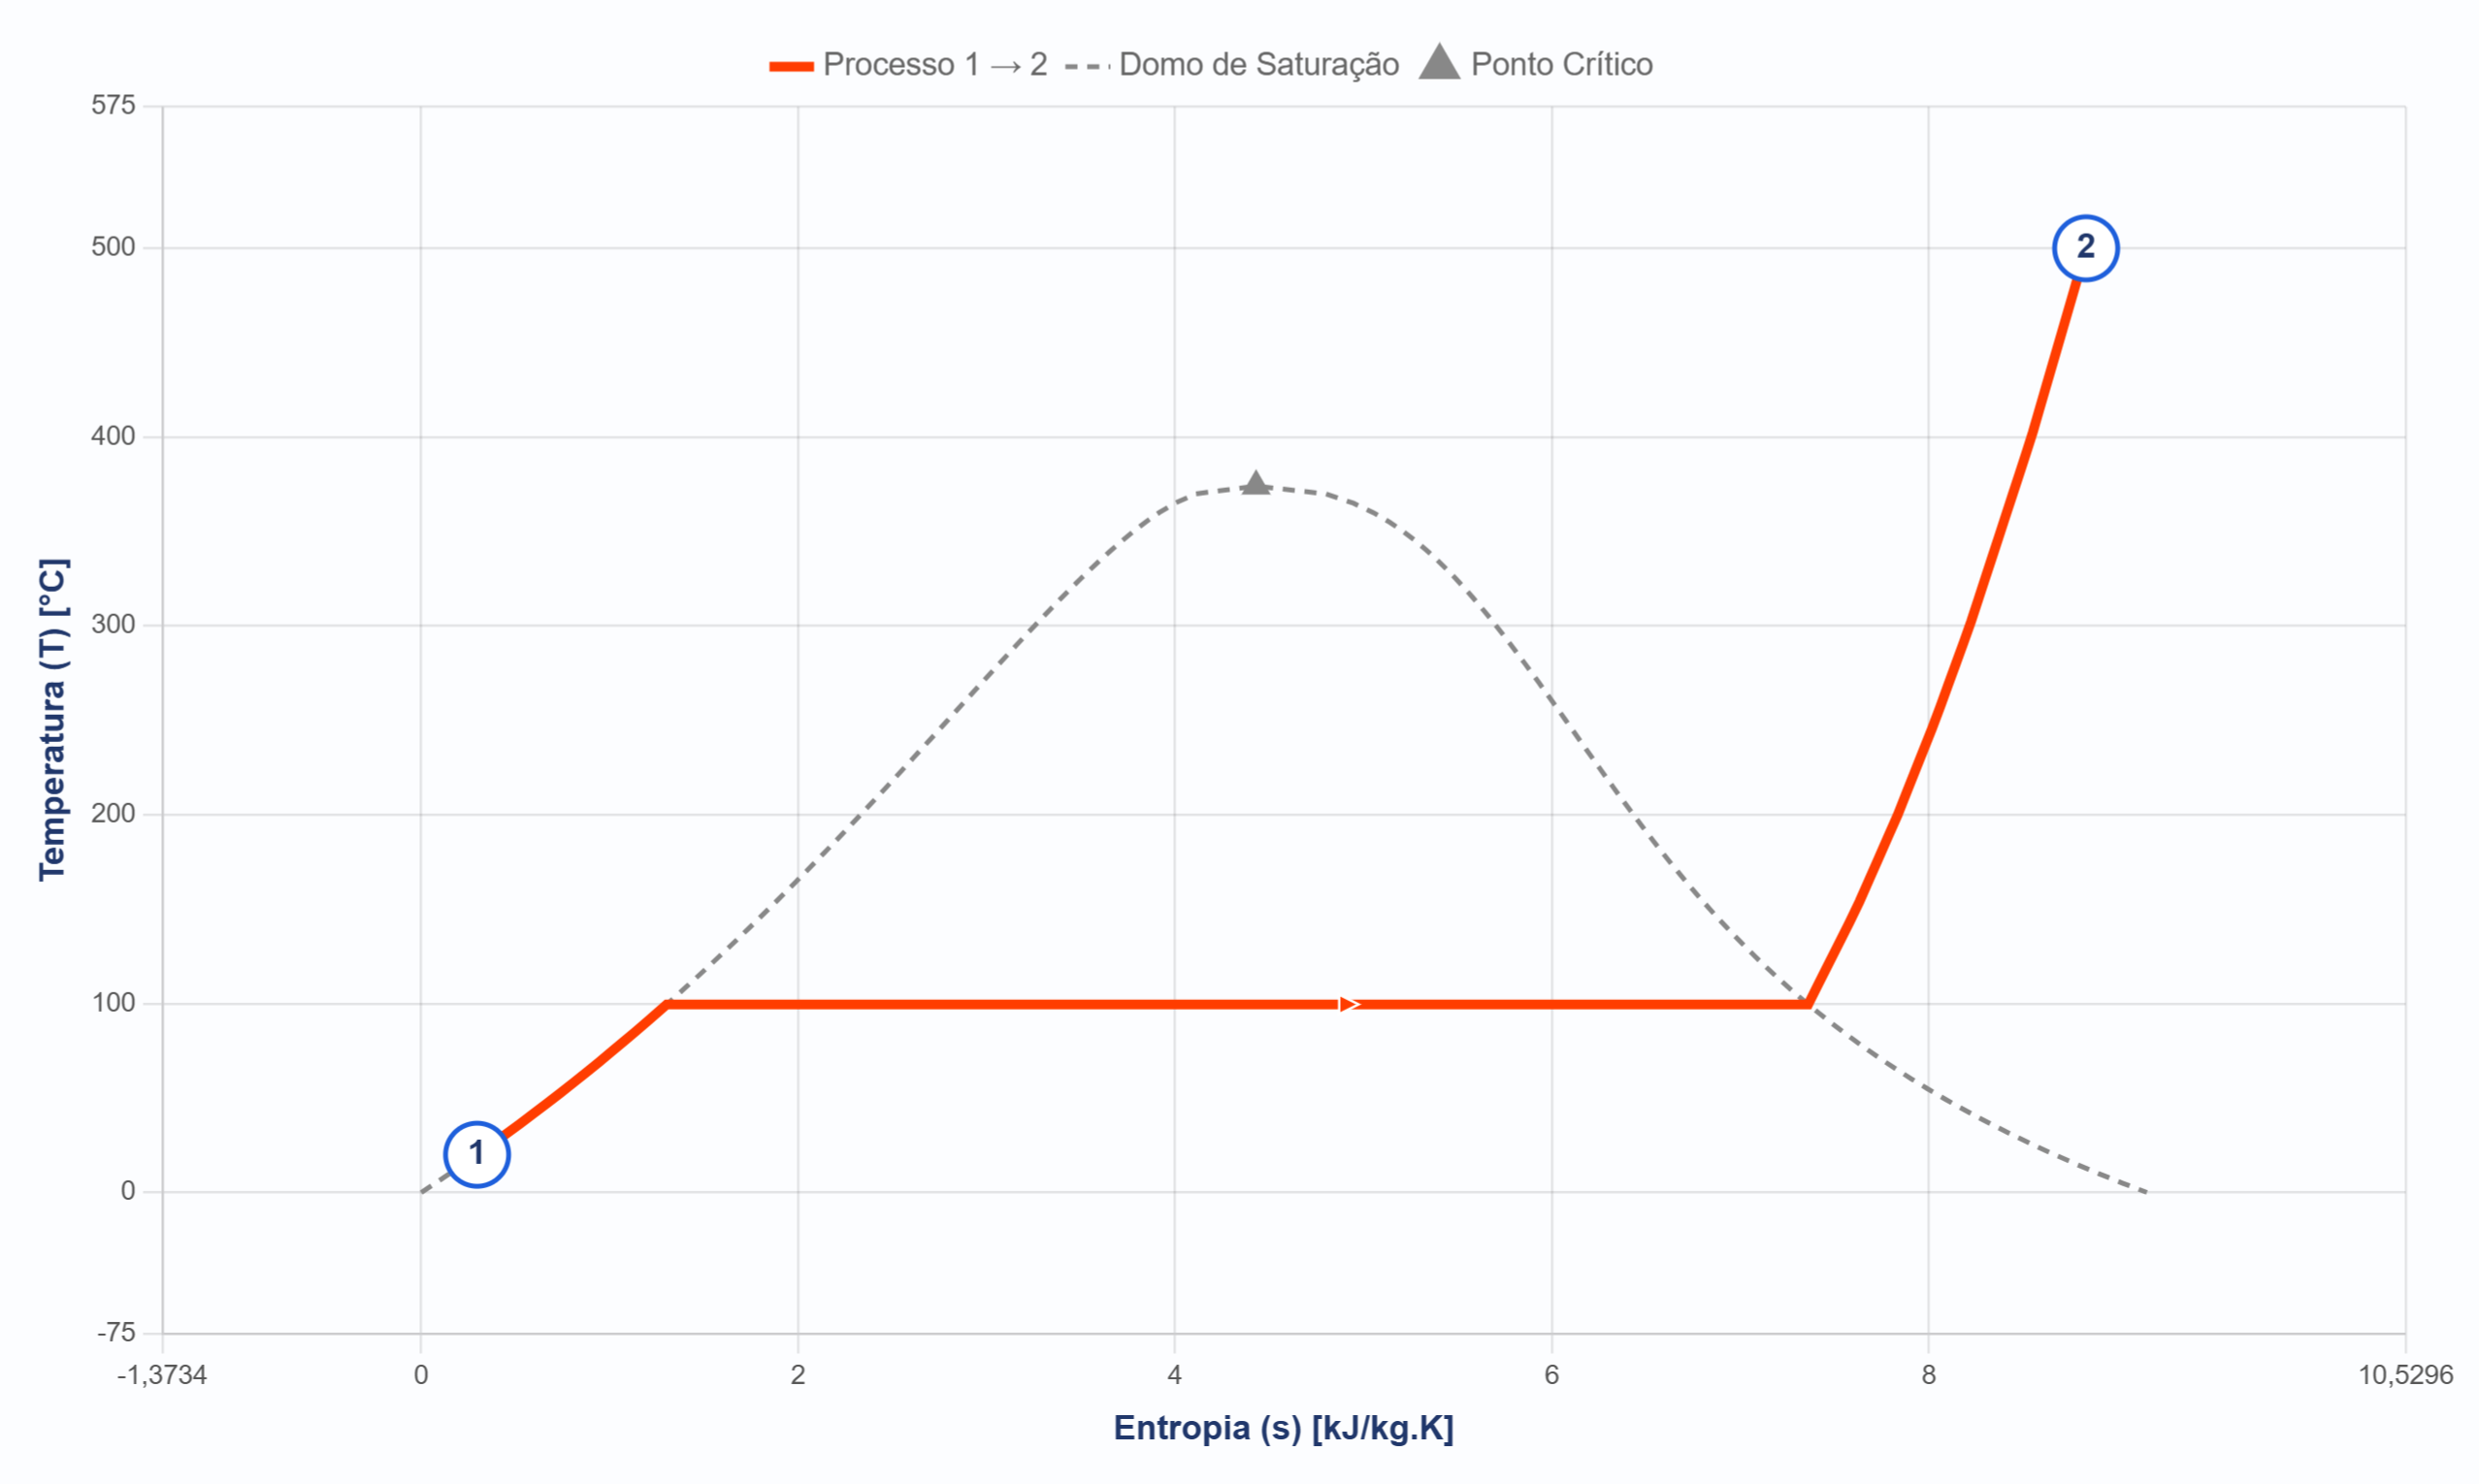 Processo 1 → 2 Domo de Saturação Ponto Crítico
575
500
400
300
200
100
0
-75
Temperatura (T) [°C]
2
1
-1,3734 0 2 4 6 8 10,5296
Entropia (s) [kJ/kg.K]